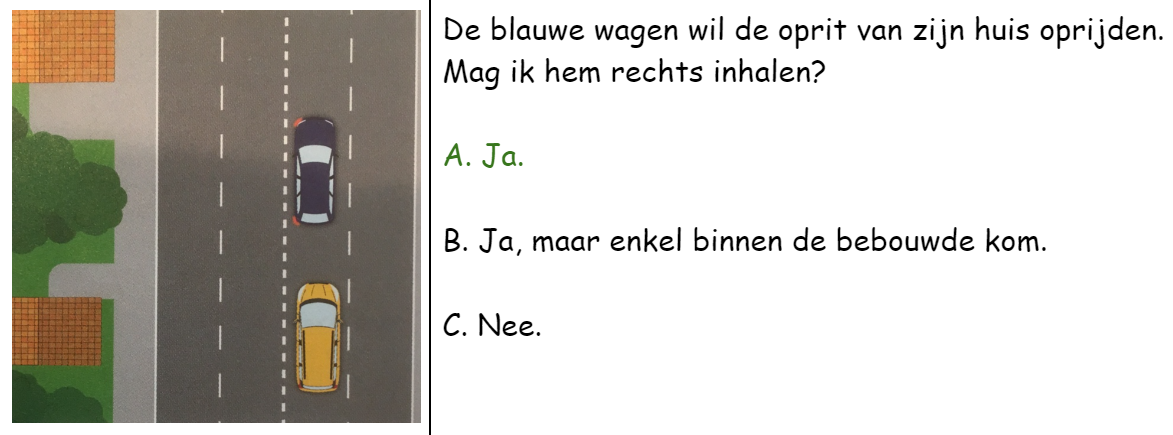 De blauwe wagen wil de oprit van zijn huis oprijden.
Mag ik hem rechts inhalen?
A. Ja.
B. Ja, maar enkel binnen de bebouwde kom.
C. Nee.